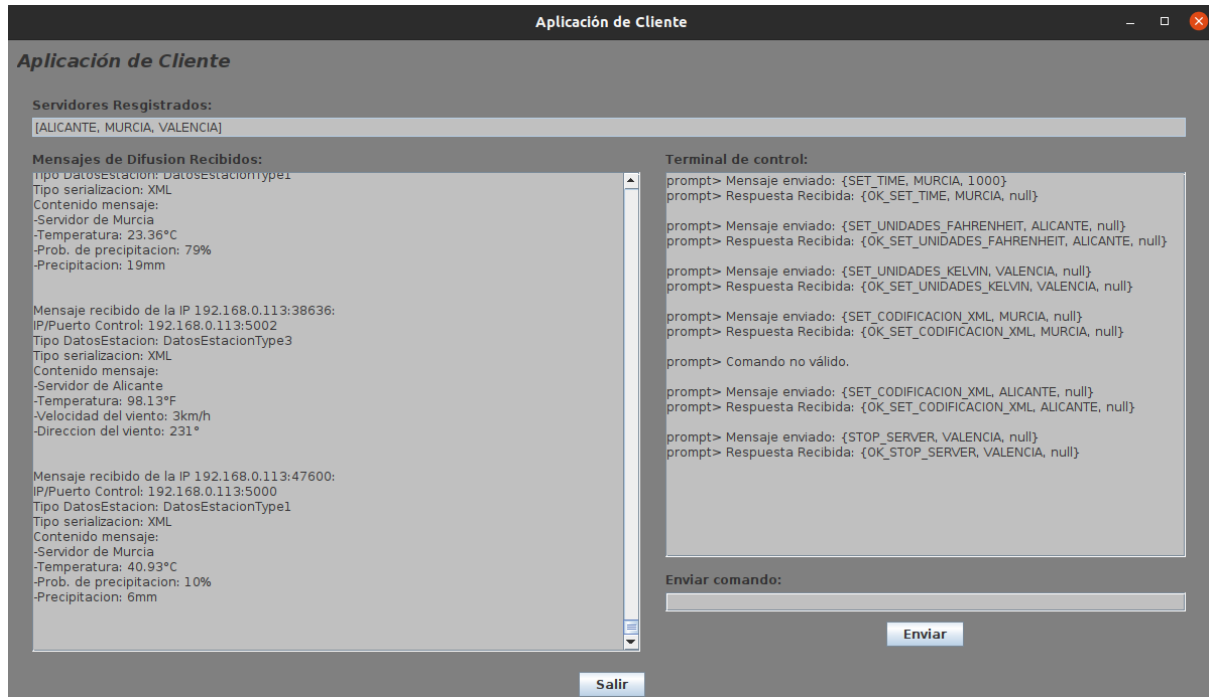 Aplicación de Cliente
Aplicación de Cliente
Servidores Resgistrados:
[ALICANTE, MURCIA, VALENCIA]
Mensajes de Difusion Recibidos:
Tipo DatosEstacion: DatosEstacionType1
Tipo serializacion: XML
Contenido mensaje:
-Servidor de Murcia
-Temperatura: 23.36°C
-Prob. de precipitacion: 79%
-Precipitacion: 19mm
Mensaje recibido de la IP 192.168.0.113:38636:
IP/Puerto Control: 192.168.0.113:5002
Tipo DatosEstacion: DatosEstacionType3
Tipo serializacion: XML
Contenido mensaje:
-Servidor de Alicante
-Temperatura: 98.13°F
-Velocidad del viento: 3km/h
-Direccion del viento: 231°
Mensaje recibido de la IP 192.168.0.113:47600:
IP/Puerto Control: 192.168.0.113:5000
Tipo DatosEstacion: DatosEstacionType1
Tipo serializacion: XML
Contenido mensaje:
-Servidor de Murcia
-Temperatura: 40.93°C
-Prob. de precipitacion: 10%
-Precipitacion: 6mm
Terminal de control:
prompt> Mensaje enviado: {SET_TIME, MURCIA, 1000}
prompt> Respuesta Recibida: {OK_SET_TIME, MURCIA, null}
prompt> Mensaje enviado: {SET_UNIDADES_FAHRENHEIT, ALICANTE, null}
prompt> Respuesta Recibida: {OK_SET_UNIDADES_FAHRENHEIT, ALICANTE, null}
prompt> Mensaje enviado: {SET_UNIDADES_KELVIN, VALENCIA, null}
prompt> Respuesta Recibida: {OK_SET_UNIDADES_KELVIN, VALENCIA, null}
prompt> Mensaje enviado: {SET_CODIFICACION_XML, MURCIA, null}
prompt> Respuesta Recibida: {OK_SET_CODIFICACION_XML, MURCIA, null}
prompt> Comando no válido.
prompt> Mensaje enviado: {SET_CODIFICACION_XML, ALICANTE, null}
prompt> Respuesta Recibida: {OK_SET_CODIFICACION_XML, ALICANTE, null}
prompt> Mensaje enviado: {STOP_SERVER, VALENCIA, null}
prompt> Respuesta Recibida: {OK_STOP_SERVER, VALENCIA, null}
Enviar comando:
Enviar
Salir